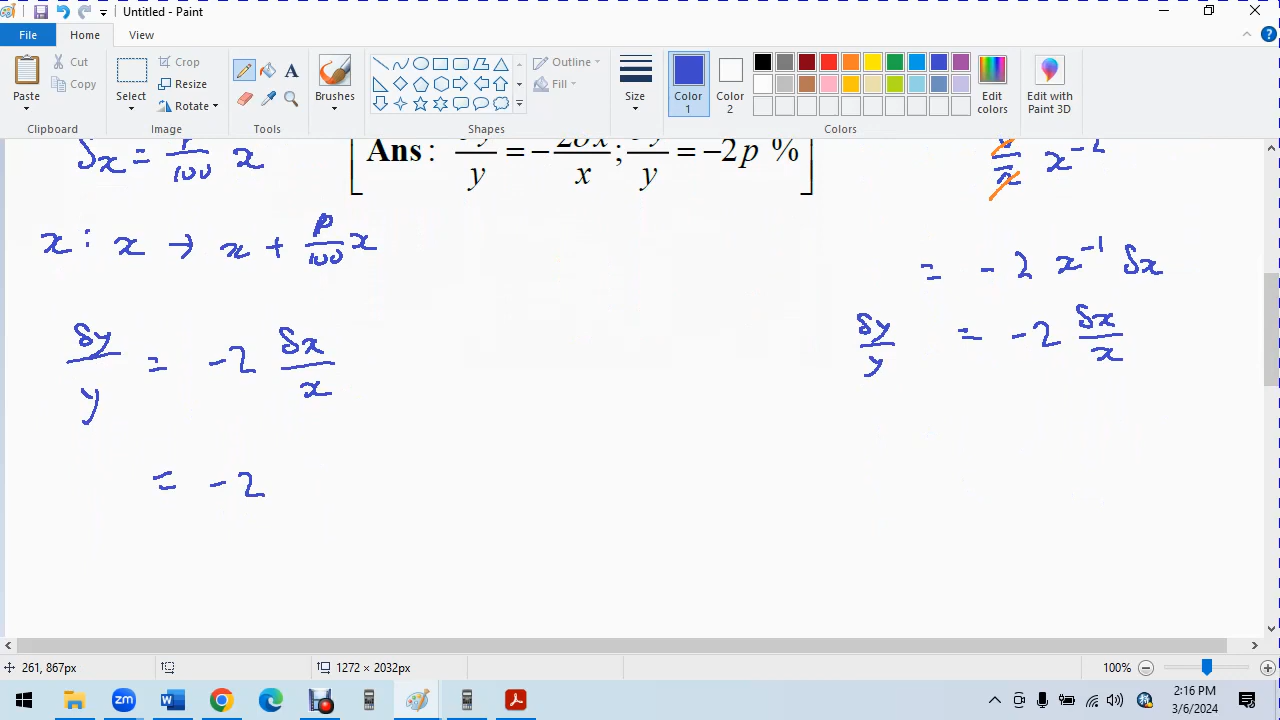 Untitled - Paint
File Home View
Paste Cut Copy Clipboard
Select Crop Resize Rotate Image
Tools
Brushes
Outline Fill Shapes
Size
Color 1 Color 2 Edit colors Edit with Paint 3D
Colors
δx = p/100 x
[Ans : δy/y = -2δx/x ; δy/y = -2p %]
x⁻²
x : x → x + p/100 x
= -2 x⁻¹ δx
δy/y = -2 δx/x
δy/y = -2 δx/x
= -2
261, 867px 1272 × 2032px 100%
2:16 PM
3/6/2024